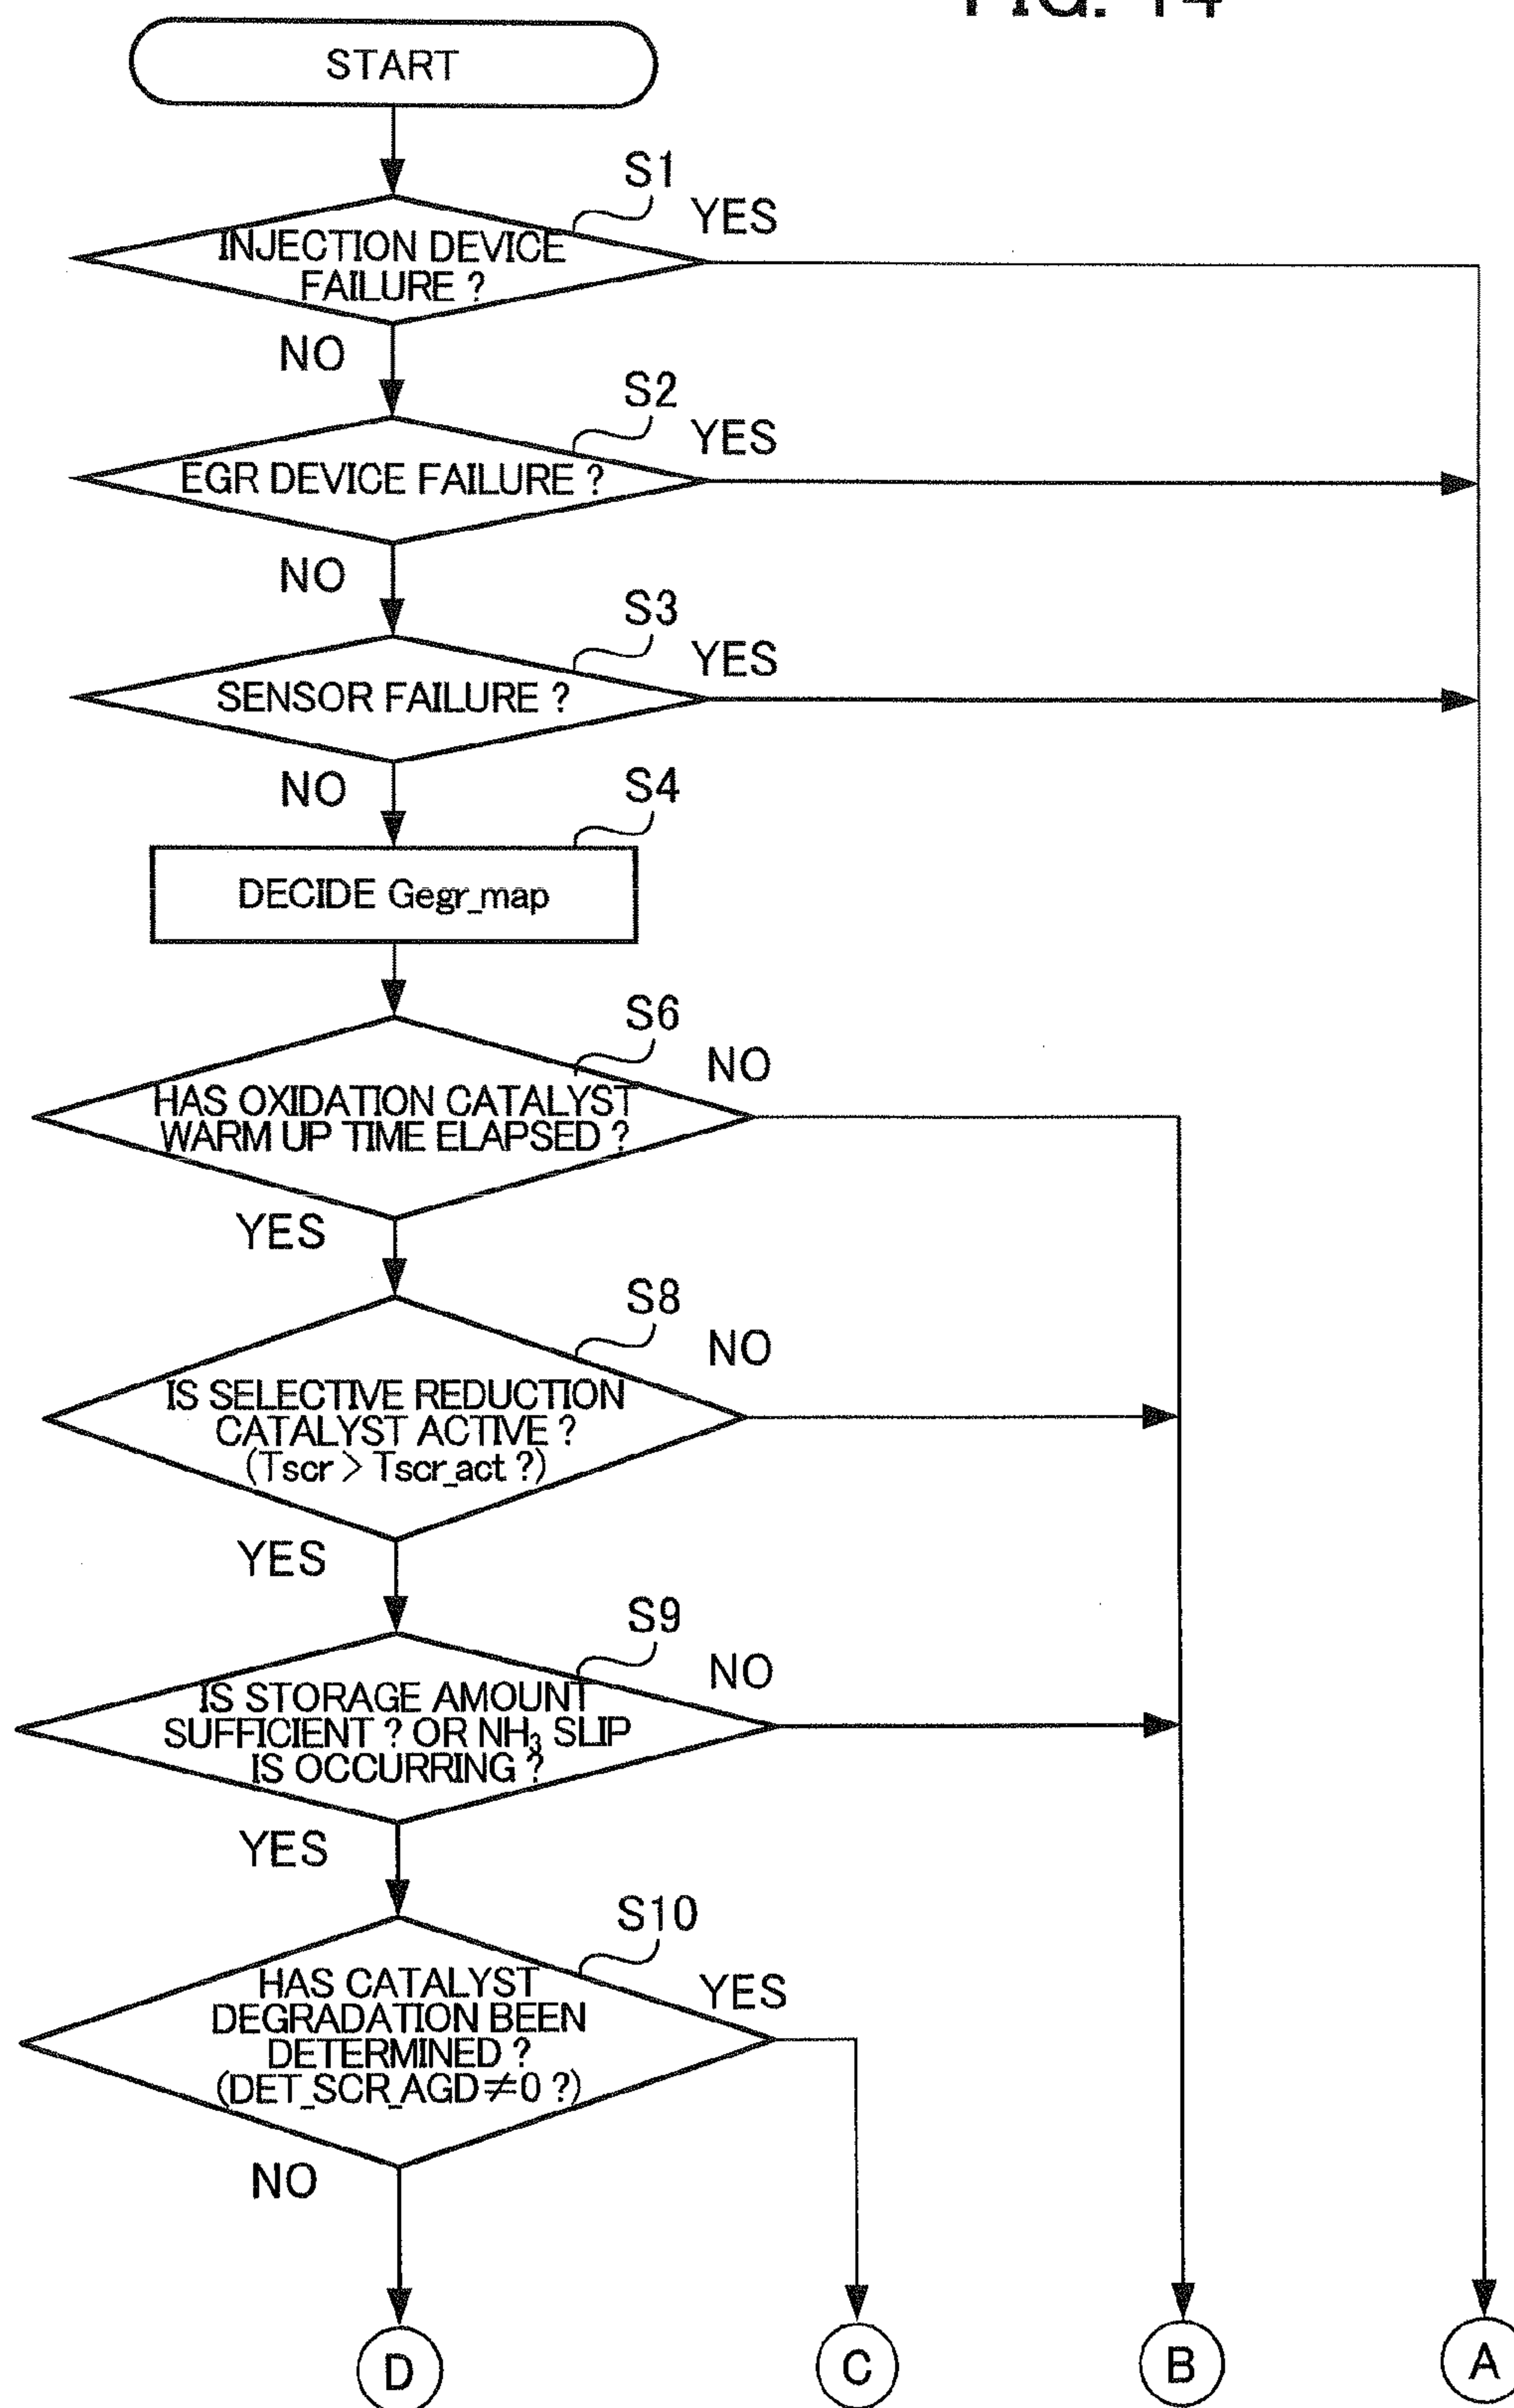 FIG. 14
START
S1
YES
INJECTION DEVICE
FAILURE ?
NO
S2
YES
EGR DEVICE FAILURE ?
NO
S3
YES
SENSOR FAILURE ?
NO
S4
DECIDE Gegr_map
S6
NO
HAS OXIDATION CATALYST
WARM UP TIME ELAPSED ?
YES
S8
NO
IS SELECTIVE REDUCTION
CATALYST ACTIVE ?
(Tscr > Tscr_act ?)
YES
S9
NO
IS STORAGE AMOUNT
SUFFICIENT ? OR NH₃ SLIP
IS OCCURRING ?
YES
S10
YES
HAS CATALYST
DEGRADATION BEEN
DETERMINED ?
(DET_SCR_AGD≠0 ?)
NO
D
C
B
A